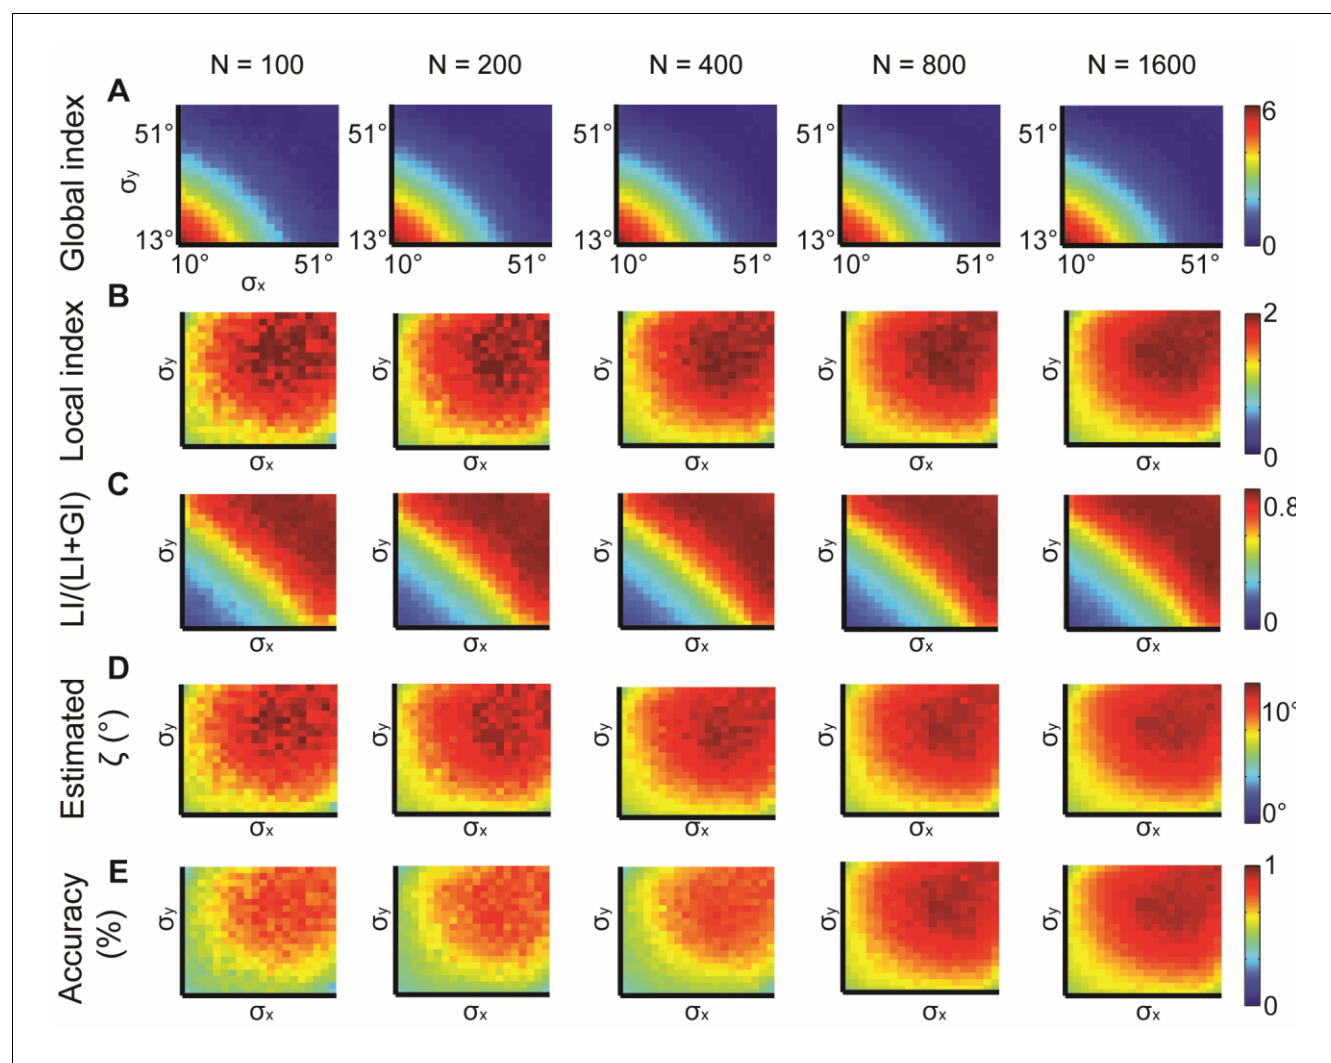 N = 100 N = 200 N = 400 N = 800 N = 1600
A
Global index
σy
51° 51° 51° 51° 51°
13° 13° 13° 13° 13°
10° 51° 10° 51° 10° 51° 10° 51° 10° 51°
σx
6
0
B
Local index
σy σy σy σy σy
σx σx σx σx σx
2
0
C
LI/(LI+GI)
σy σy σy σy σy
σx σx σx σx σx
0.8
0
D
Estimated
ζ (°)
σy σy σy σy σy
σx σx σx σx σx
10°
0°
E
Accuracy
(%)
σy σy σy σy σy
σx σx σx σx σx
1
0